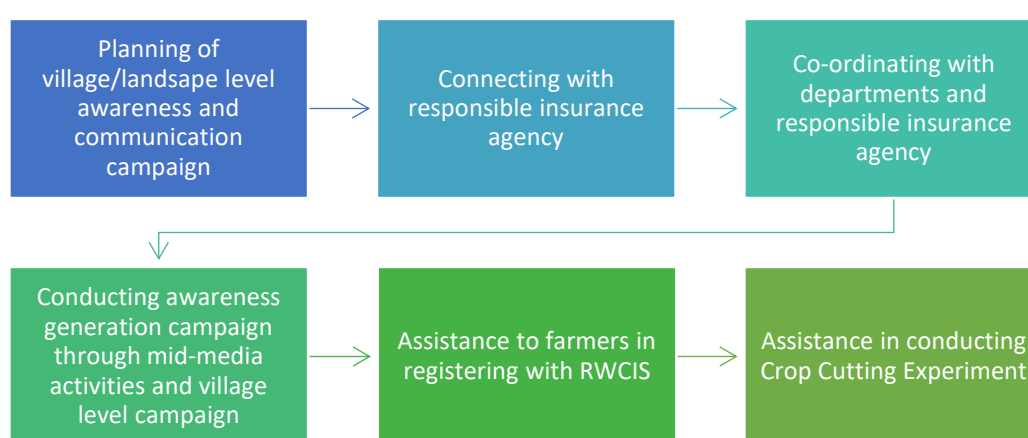 Planning of
village/landsape level
awareness and
communication
campaign
Connecting with
responsible insurance
agency
Co-ordinating with
departments and
responsible insurance
agency
Conducting awareness
generation campaign
through mid-media
activities and village
level campaign
Assistance to farmers in
registering with RWCIS
Assistance in conducting
Crop Cutting Experiment